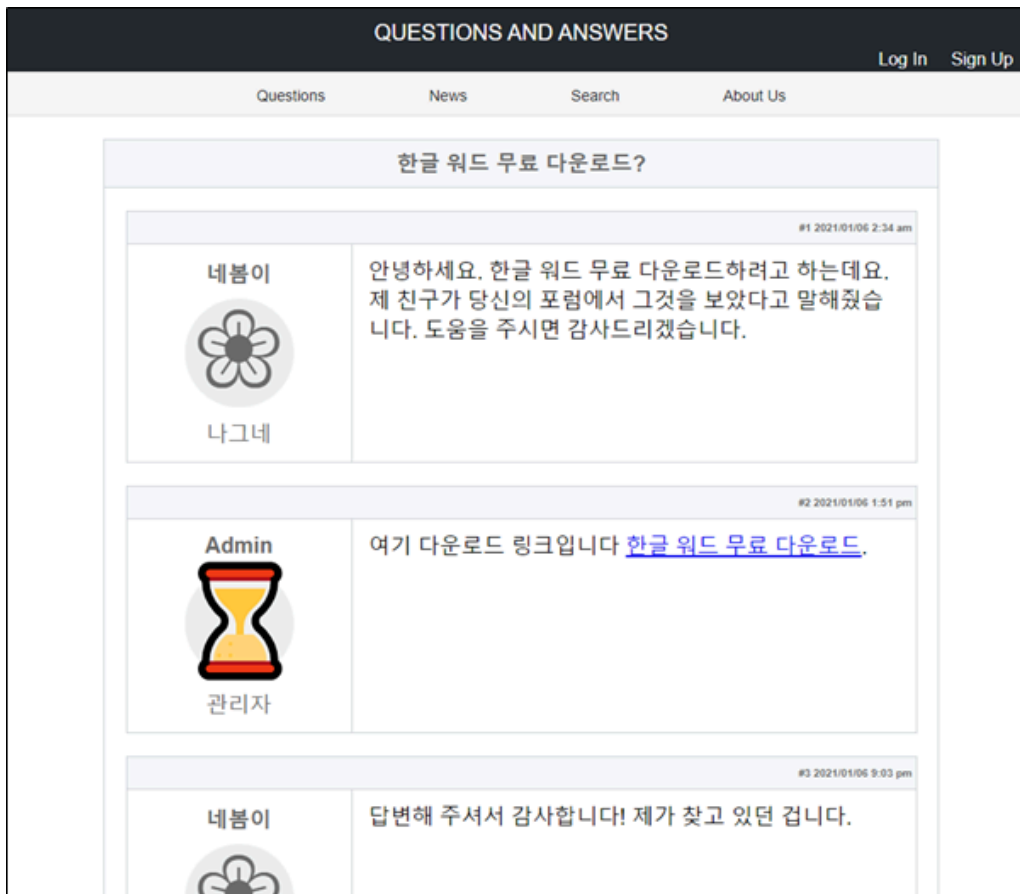 QUESTIONS AND ANSWERS
Log In Sign Up
Questions News Search About Us
한글 워드 무료 다운로드?
#1 2021/01/06 2:34 am
네봄이
안녕하세요. 한글 워드 무료 다운로드하려고 하는데요.
제 친구가 당신의 포럼에서 그것을 보았다고 말해줬습
니다. 도움을 주시면 감사드리겠습니다.
나그네
#2 2021/01/06 1:51 pm
Admin
여기 다운로드 링크입니다 한글 워드 무료 다운로드.
관리자
#3 2021/01/06 9:03 pm
네봄이
답변해 주셔서 감사합니다! 제가 찾고 있던 겁니다.